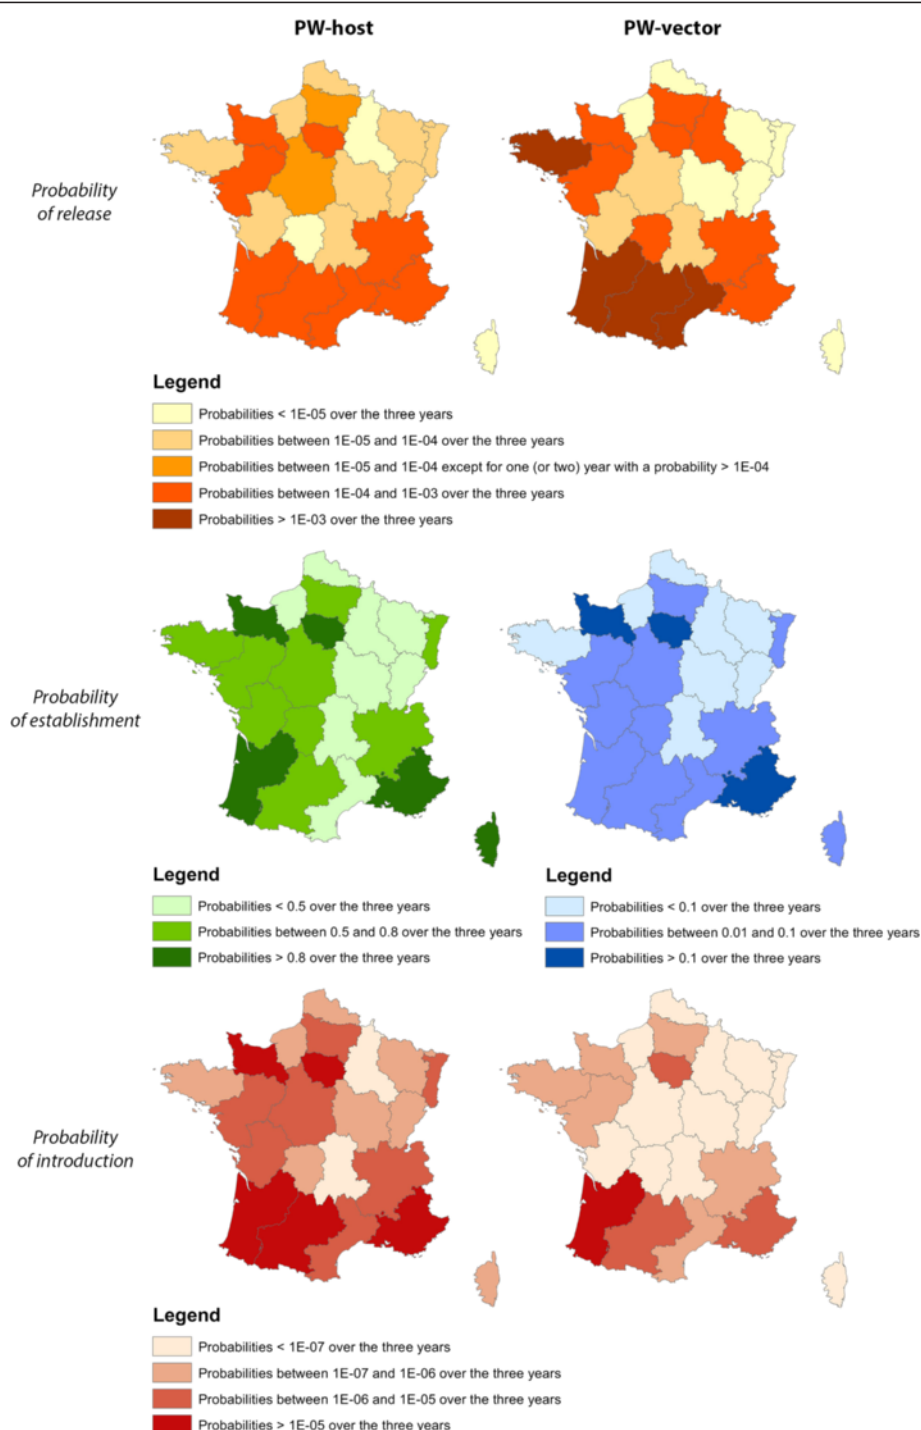 PW-host
PW-vector
Probability
of release
Legend
Probabilities < 1E-05 over the three years
Probabilities between 1E-05 and 1E-04 over the three years
Probabilities between 1E-05 and 1E-04 except for one (or two) year with a probability > 1E-04
Probabilities between 1E-04 and 1E-03 over the three years
Probabilities > 1E-03 over the three years
Probability
of establishment
Legend
Probabilities < 0.5 over the three years
Probabilities between 0.5 and 0.8 over the three years
Probabilities > 0.8 over the three years
Legend
Probabilities < 0.1 over the three years
Probabilities between 0.01 and 0.1 over the three years
Probabilities > 0.1 over the three years
Probability
of introduction
Legend
Probabilities < 1E-07 over the three years
Probabilities between 1E-07 and 1E-06 over the three years
Probabilities between 1E-06 and 1E-05 over the three years
Probabilities > 1E-05 over the three years